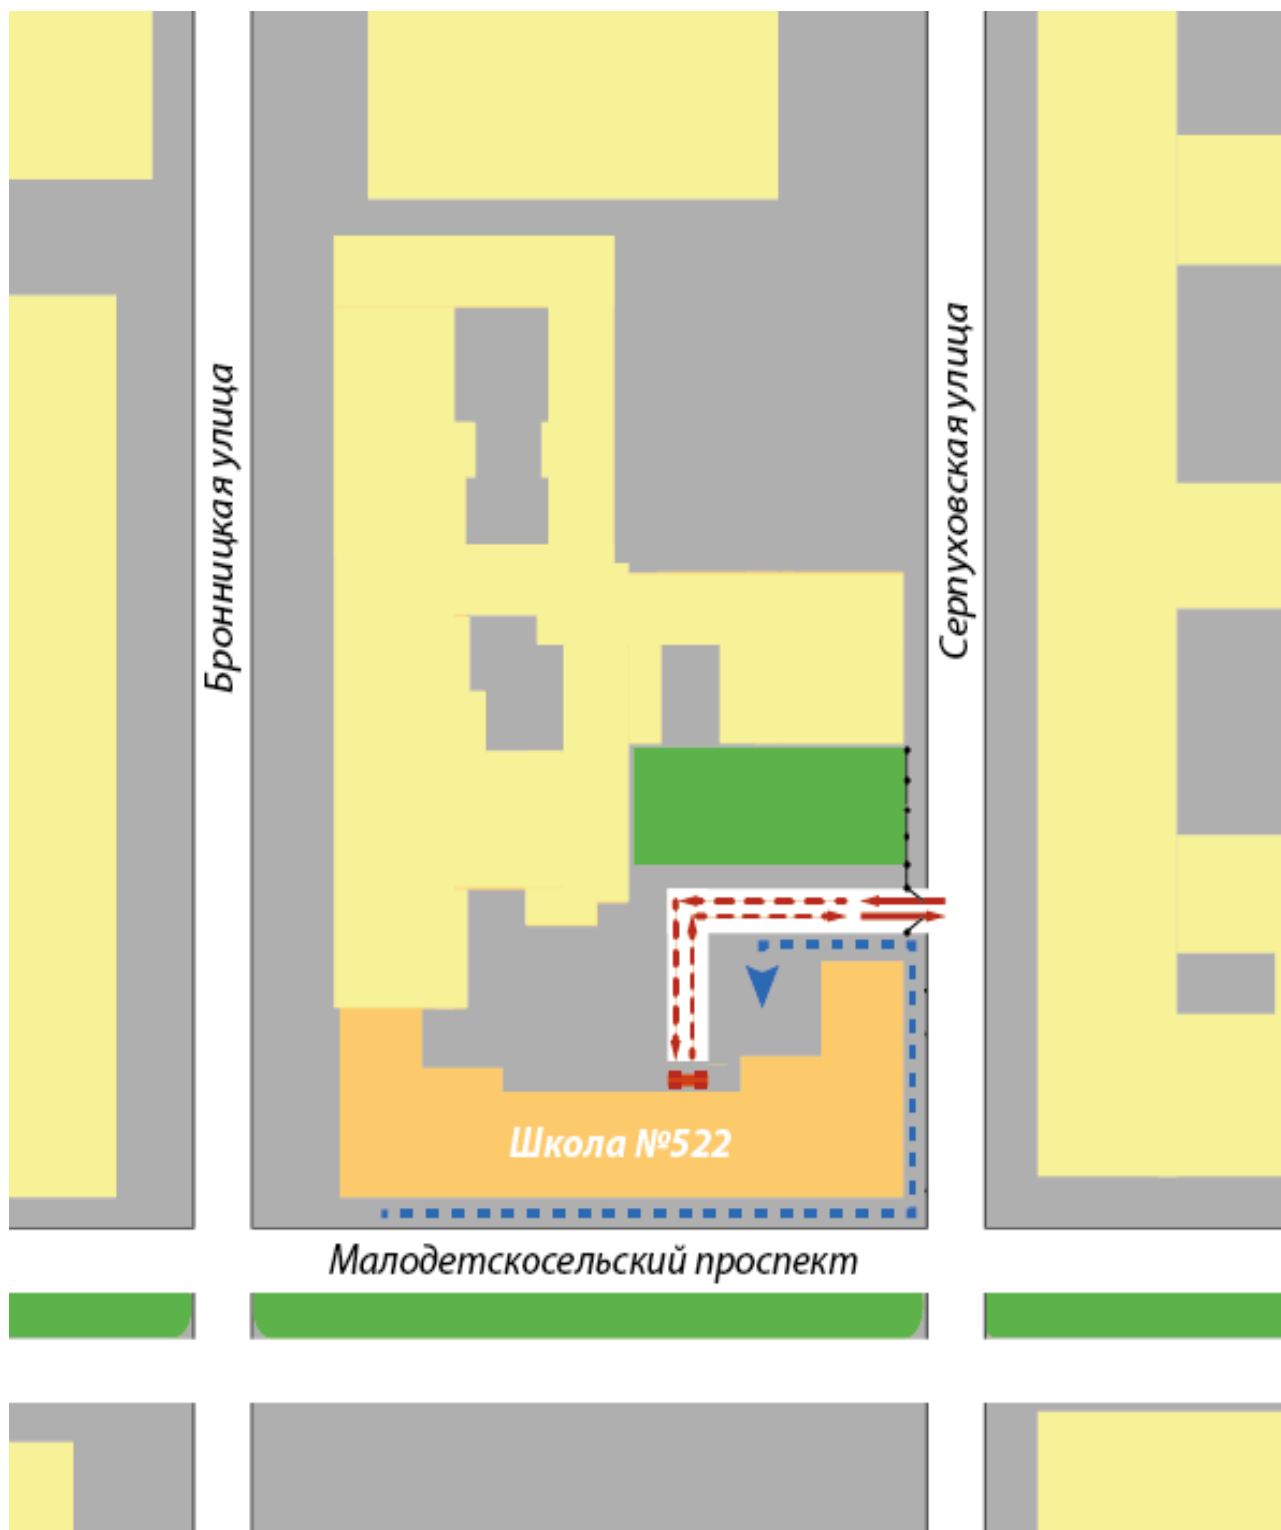 Бронницкая улица
Серпуховская улица
Школа №522
Малодетскосельский проспект